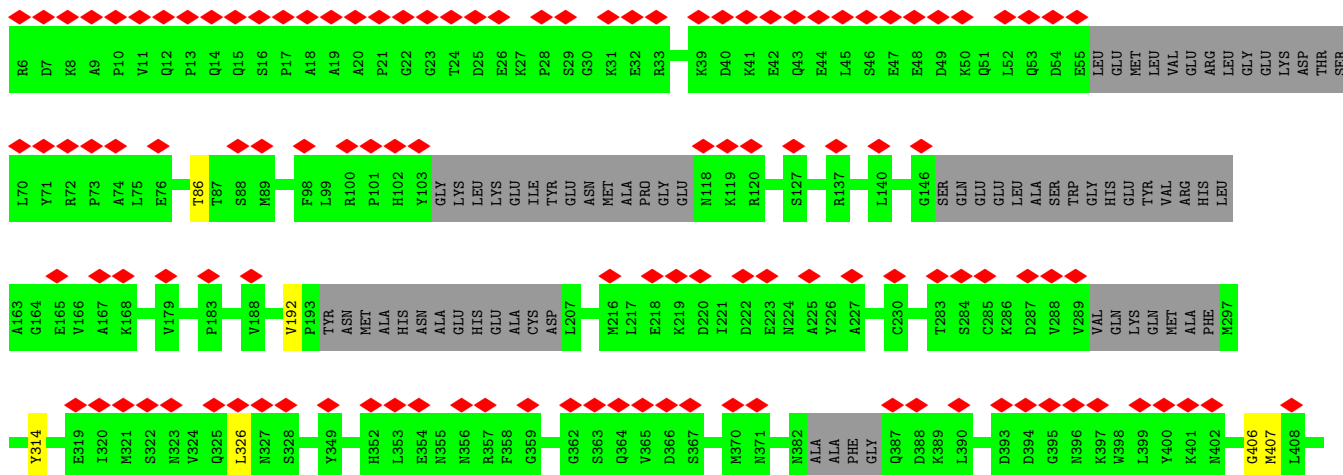 R6 D7 K8 A9 P10 V11 Q12 P13 Q14 Q15 S16 P17 A18 A19 A20 P21 G22 G23 T24 D25 E26 K27 P28 S29 G30 K31 E32 R33 K39 D40 K41 E42 Q43 E44 L45 S46 E47 E48 D49 K50 Q51 L52 Q53 D54 E55 LEU GLU MET LEU VAL GLU ARG LEU GLY GLU LYS ASP THR SER
L70 Y71 R72 P73 A74 L75 E76 T86 T87 S88 M89 F98 L99 R100 P101 H102 Y103 GLY LYS LEU LYS GLU ILE TYR GLU ASN MET ALA PRO GLY GLU N118 K119 R120 S127 R137 L140 G146 SER GLN GLU GLU LEU ALA SER TRP GLY HIS GLU TYR VAL ARG HIS LEU
A163 G164 E165 V166 A167 K168 V179 P183 V188 V192 P193 TYR ASN MET ALA HIS ASN ALA GLU HIS GLU ALA CYS ASP L207 M216 L217 E218 K219 D220 I221 D222 E223 N224 A225 Y226 A227 C230 T283 S284 C285 K286 D287 V288 V289 VAL GLN LYS GLN MET ALA PHE M297
Y314 E319 I320 M321 S322 N323 V324 Q325 L326 N327 S328 Y349 H352 L353 E354 N355 N356 R357 F358 G359 G362 S363 Q364 V365 D366 S367 M370 N371 N382 ALA ALA PHE GLY Q387 D388 K389 L390 D393 D394 G395 N396 K397 W398 L399 Y400 K401 N402 G406 M407 L408